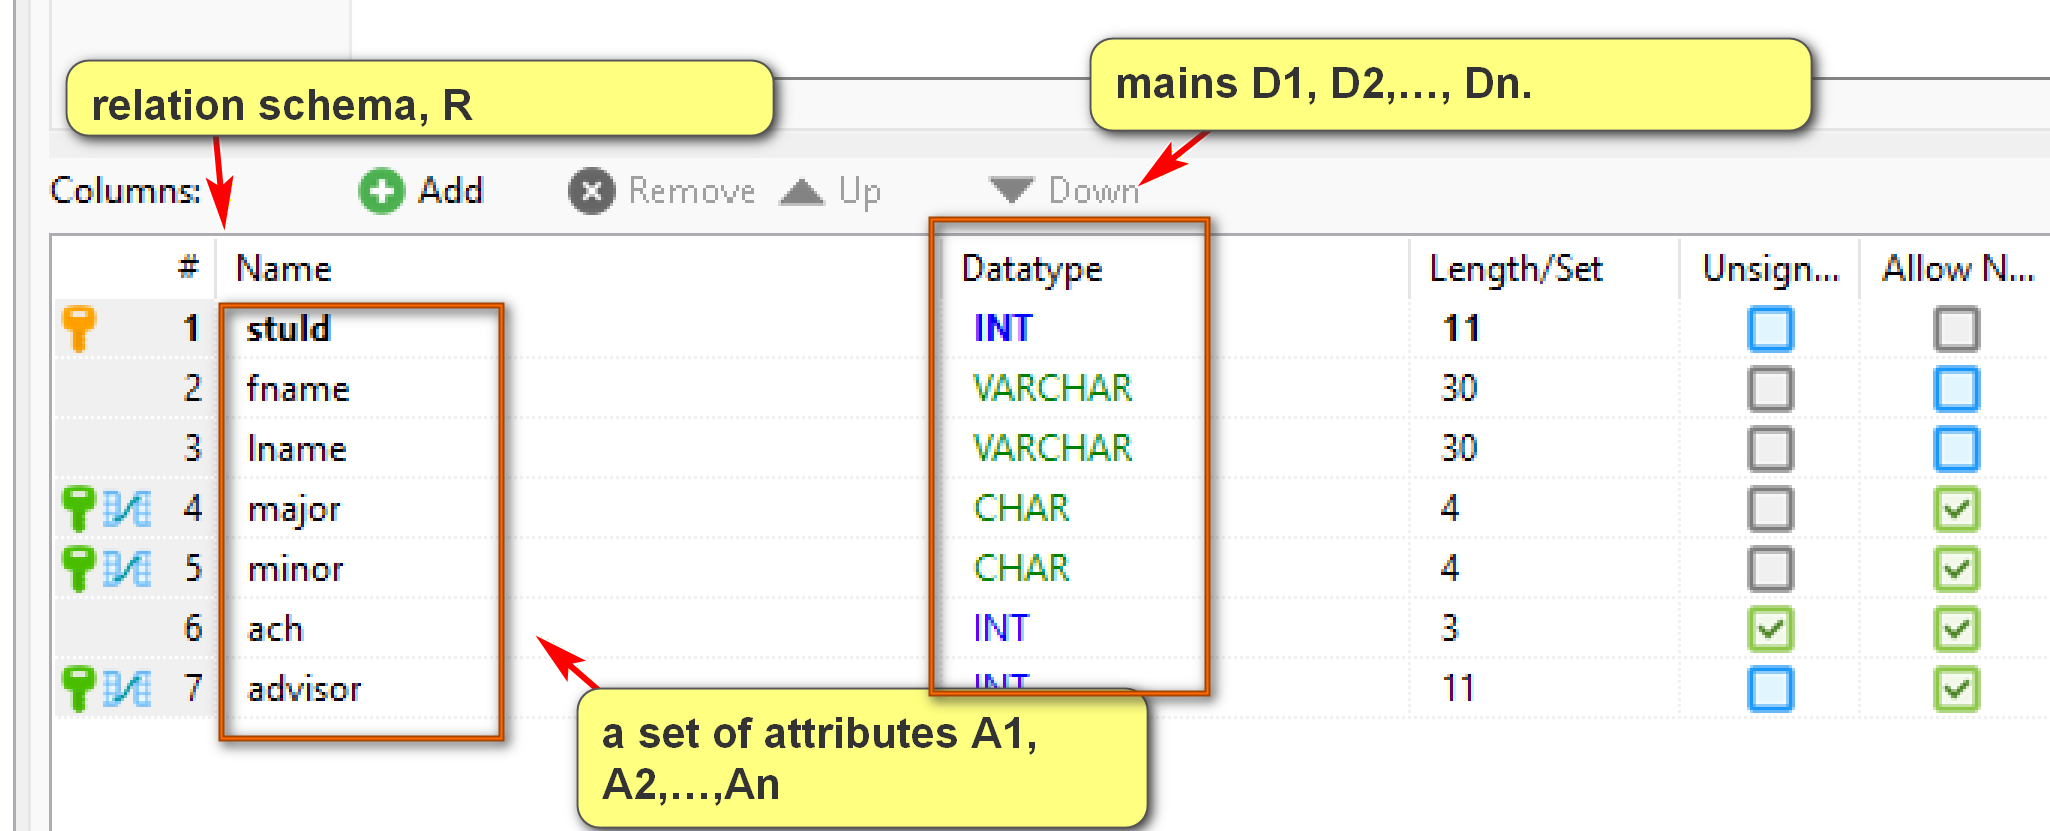 relation schema, R
mains D1, D2,..., Dn.
Columns: Add Remove Up Down
# Name Datatype Length/Set Unsign... Allow N...
1 stuId INT 11
2 fname VARCHAR 30
3 lname VARCHAR 30
4 major CHAR 4
5 minor CHAR 4
6 ach INT 3
7 advisor INT 11
a set of attributes A1,
A2,...,An